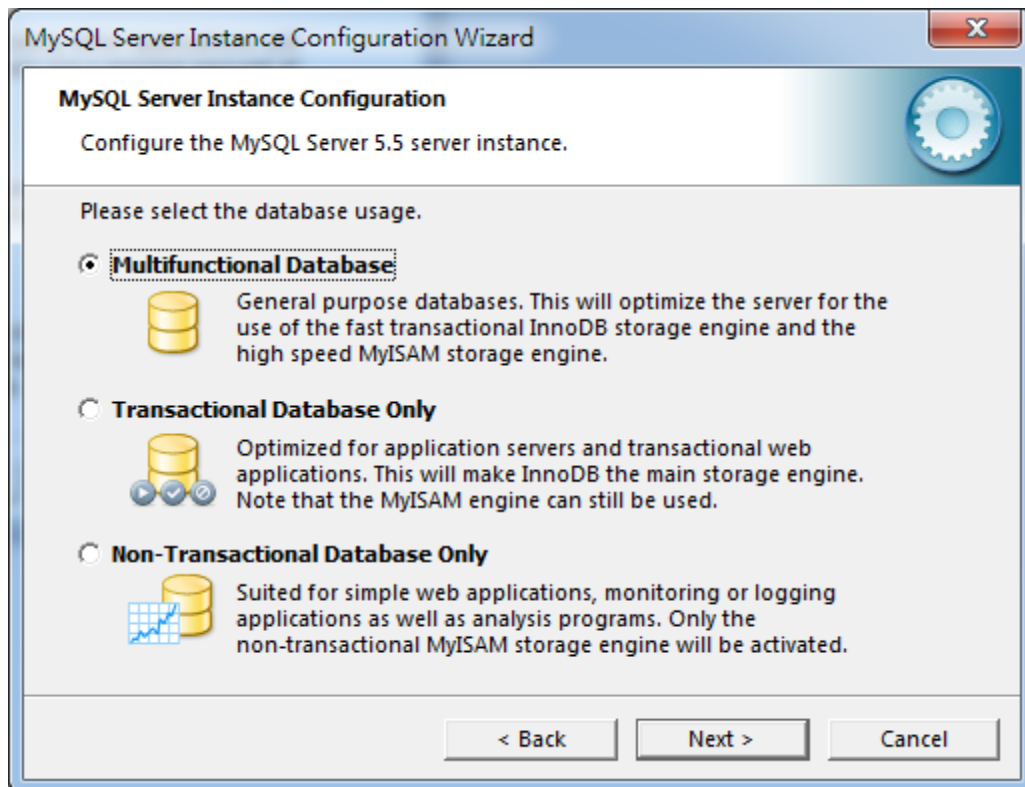 MySQL Server Instance Configuration Wizard
MySQL Server Instance Configuration
Configure the MySQL Server 5.5 server instance.
Please select the database usage.
Multifunctional Database
General purpose databases. This will optimize the server for the
use of the fast transactional InnoDB storage engine and the
high speed MyISAM storage engine.
Transactional Database Only
Optimized for application servers and transactional web
applications. This will make InnoDB the main storage engine.
Note that the MyISAM engine can still be used.
Non-Transactional Database Only
Suited for simple web applications, monitoring or logging
applications as well as analysis programs. Only the
non-transactional MyISAM storage engine will be activated.
< Back Next > Cancel